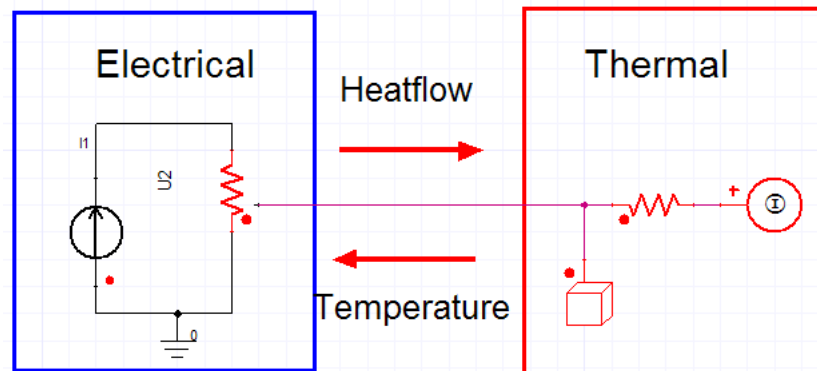 Electrical
Thermal
Heatflow
I1
U2
+
Temperature
0